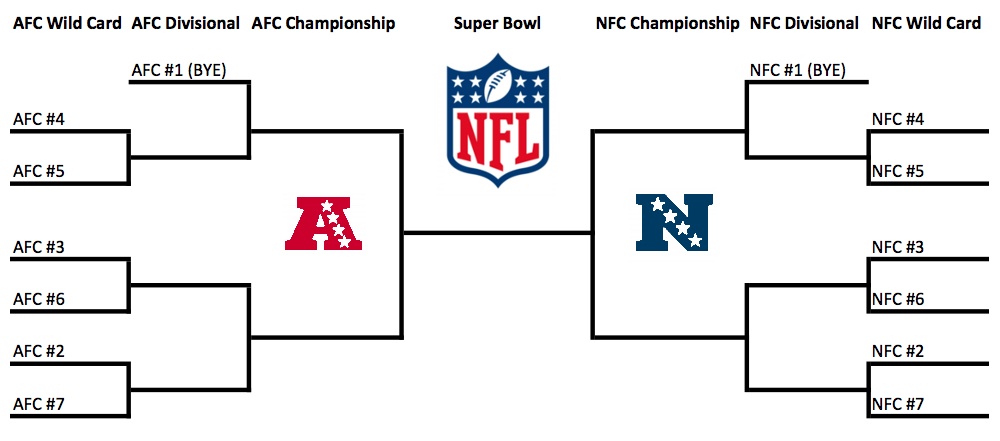 AFC Wild Card AFC Divisional AFC Championship Super Bowl NFC Championship NFC Divisional NFC Wild Card
AFC #1 (BYE) NFC #1 (BYE)
AFC #4 NFC #4
NFL
AFC #5 NFC #5
A N
AFC #3 NFC #3
AFC #6 NFC #6
AFC #2 NFC #2
AFC #7 NFC #7